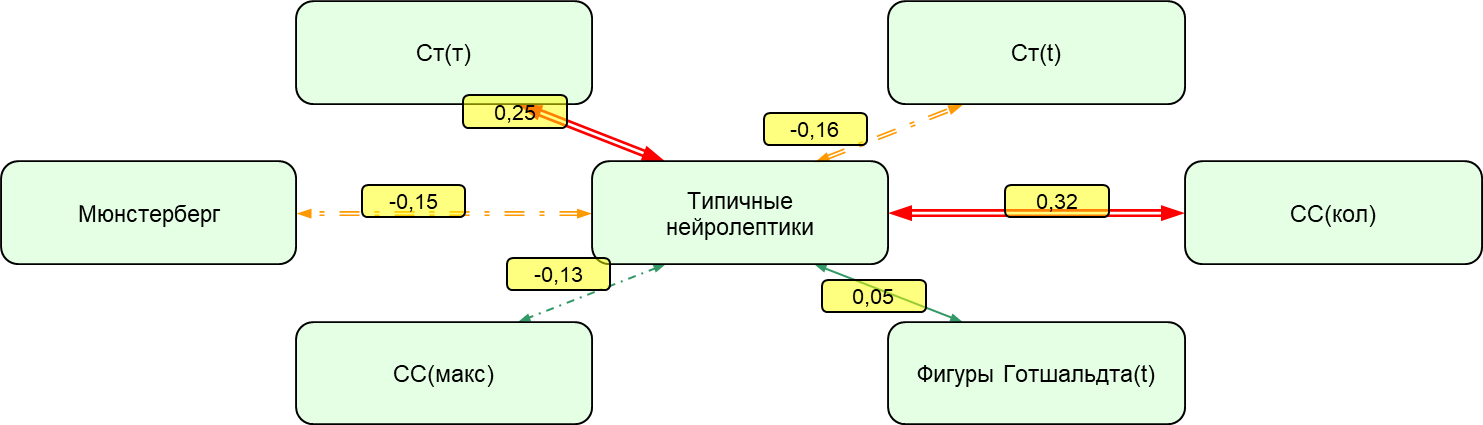 Ст(т)
Ст(t)
0,25
-0,16
Мюнстерберг
-0,15
Типичные
нейролептики
0,32
СС(кол)
-0,13
0,05
СС(макс)
Фигуры Готшальдта(t)